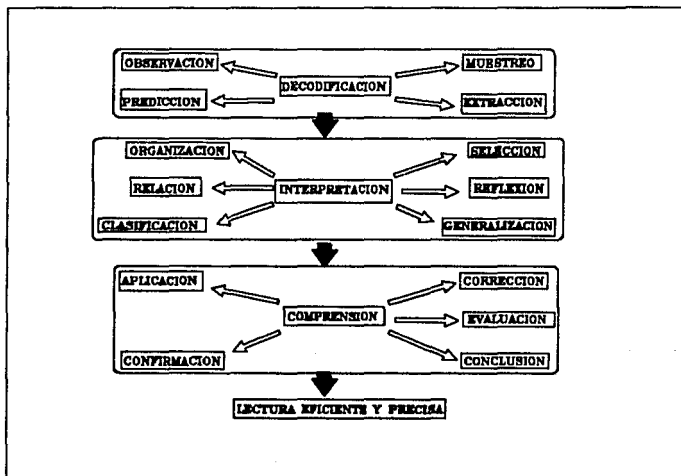 OBSERVACION
MUESTREO
DECODIFICACION
PREDICCION
EXTRACCION
ORGANIZACION
SELECCION
RELACION
INTERPRETACION
REFLEXION
CLASIFICACION
GENERALIZACION
APLICACION
CORRECCION
COMPRENSION
EVALUACION
CONFIRMACION
CONCLUSION
LECTURA EFICIENTE Y PRECISA